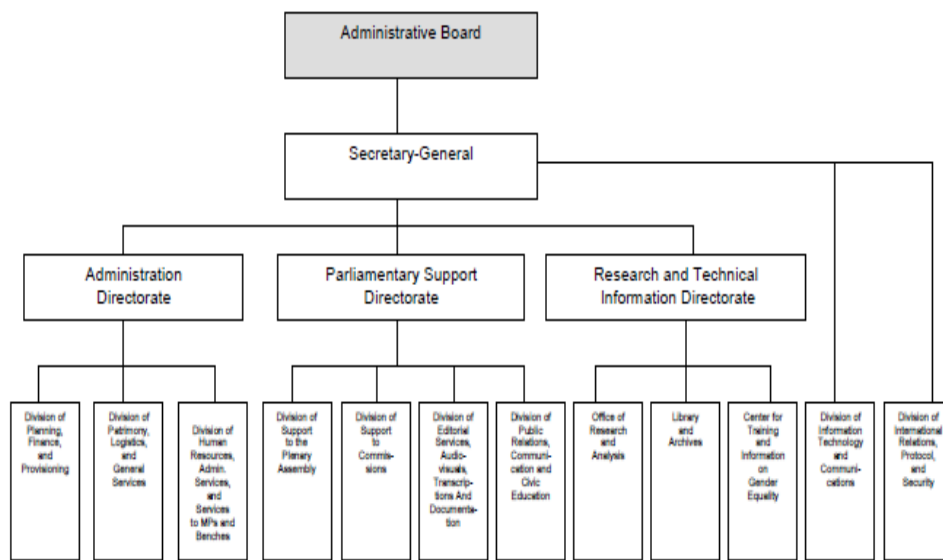 Administrative Board
Secretary-General
Administration
Directorate
Parliamentary Support
Directorate
Research and Technical
Information Directorate
Division of
Planning,
Finance,
and
Provisioning
Division of
Patrimony,
Logistics,
and
General
Services
Division of
Human
Resources,
Admin.
Services,
and
Services
to MPs and
Benches
Division of
Support
to the
Plenary
Assembly
Division of
Support
to
Commis-
sions
Division of
Editorial
Services,
Audio-
visuals,
Transcrip-
tions And
Documenta-
tion
Division of
Public
Relations,
Communi-
cation and
Civic
Education
Office of
Research
and
Analysis
Library
and
Archives
Center for
Training
and
Information
on
Gender
Equality
Division of
Information
Technology
and
Communi-
cations
Division of
International
Relations,
Protocol,
and
Security